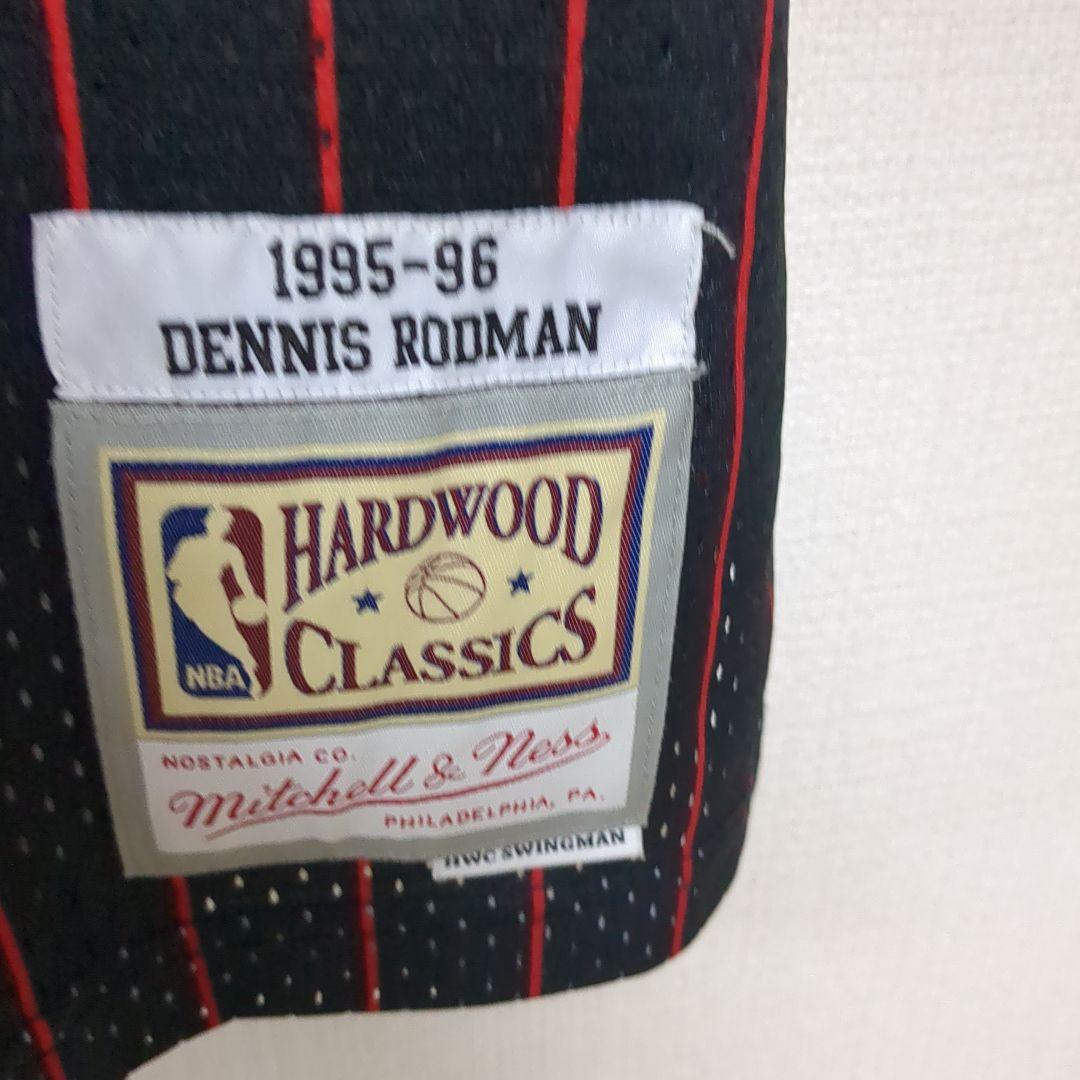 1995-96
DENNIS RODMAN
HARDWOOD
CLASSICS
NBA
NOSTALGIA CO.
Mitchell & Ness
PHILADELPHIA, PA.
HWC SWINGMAN